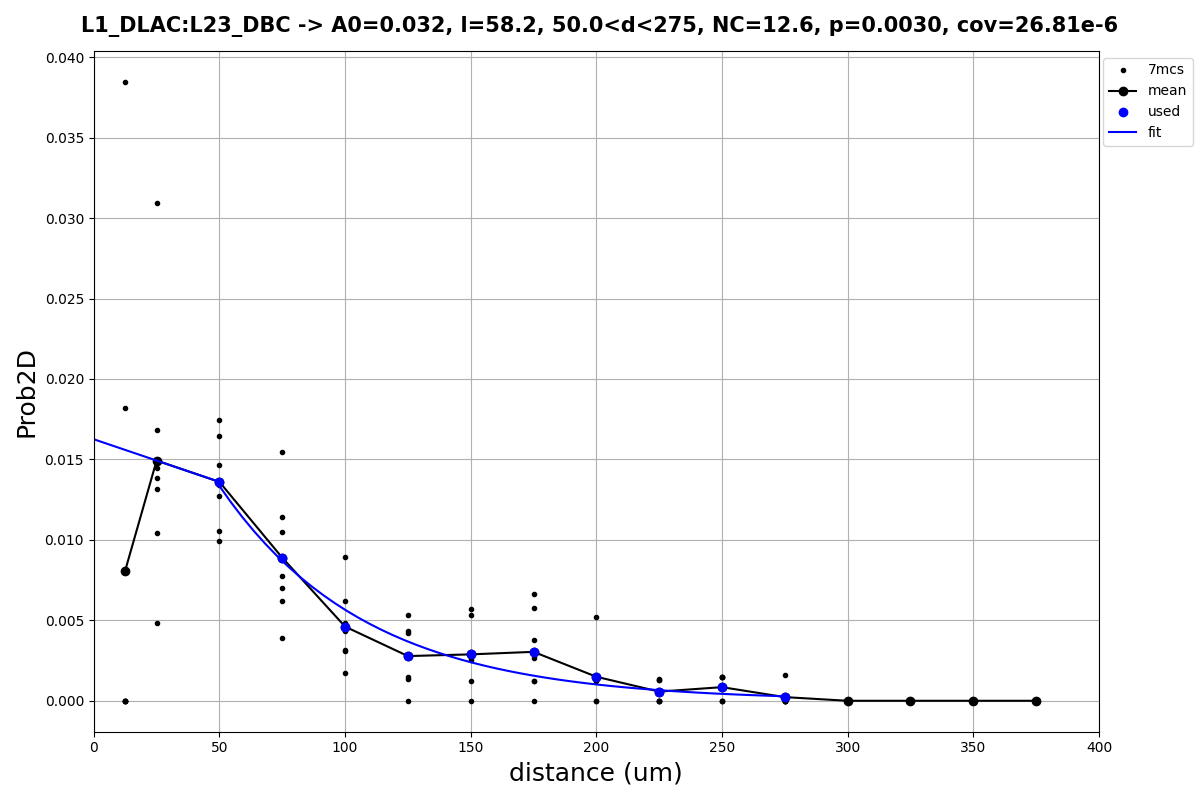 L1_DLAC:L23_DBC -> A0=0.032, l=58.2, 50.0<d<275, NC=12.6, p=0.0030, cov=26.81e-6
7mcs
mean
used
fit
Prob2D
0.040
0.035
0.030
0.025
0.020
0.015
0.010
0.005
0.000
0 50 100 150 200 250 300 350 400
distance (um)